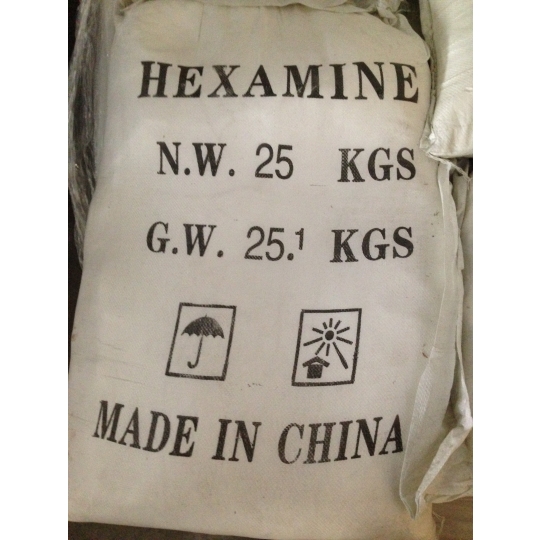 HEXAMINE
N.W. 25 KGS
G.W. 25.1 KGS
MADE IN CHINA